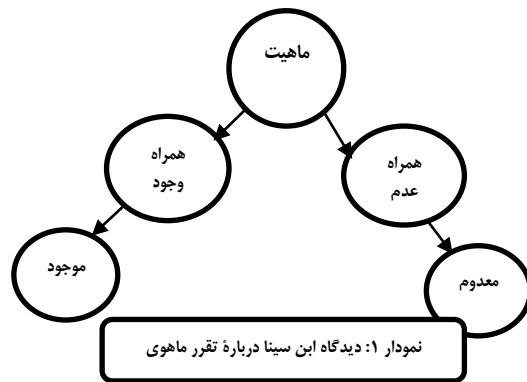 ماهیت
همراه
عدم
همراه
وجود
معدوم
موجود
نمودار ۱: دیدگاه ابن سینا دربارهٔ تقرر ماهوی